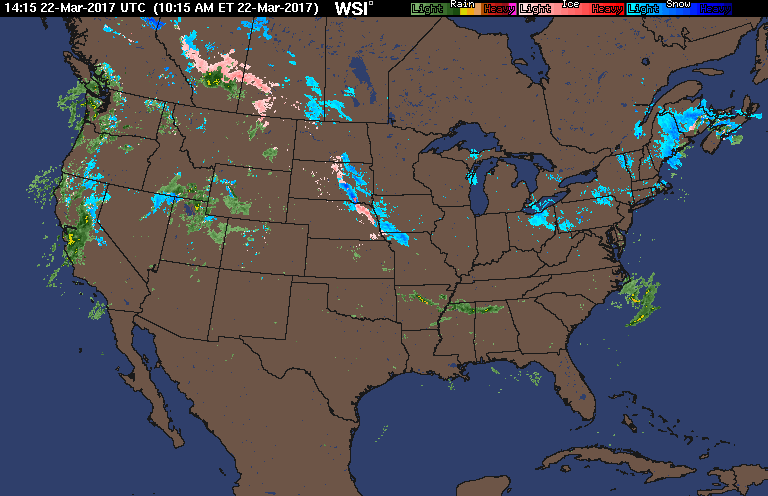 14:15 22-Mar-2017 UTC (10:15 AM ET 22-Mar-2017) WSI°
Rain Ice Snow
Light Heavy Light Heavy Light Heavy